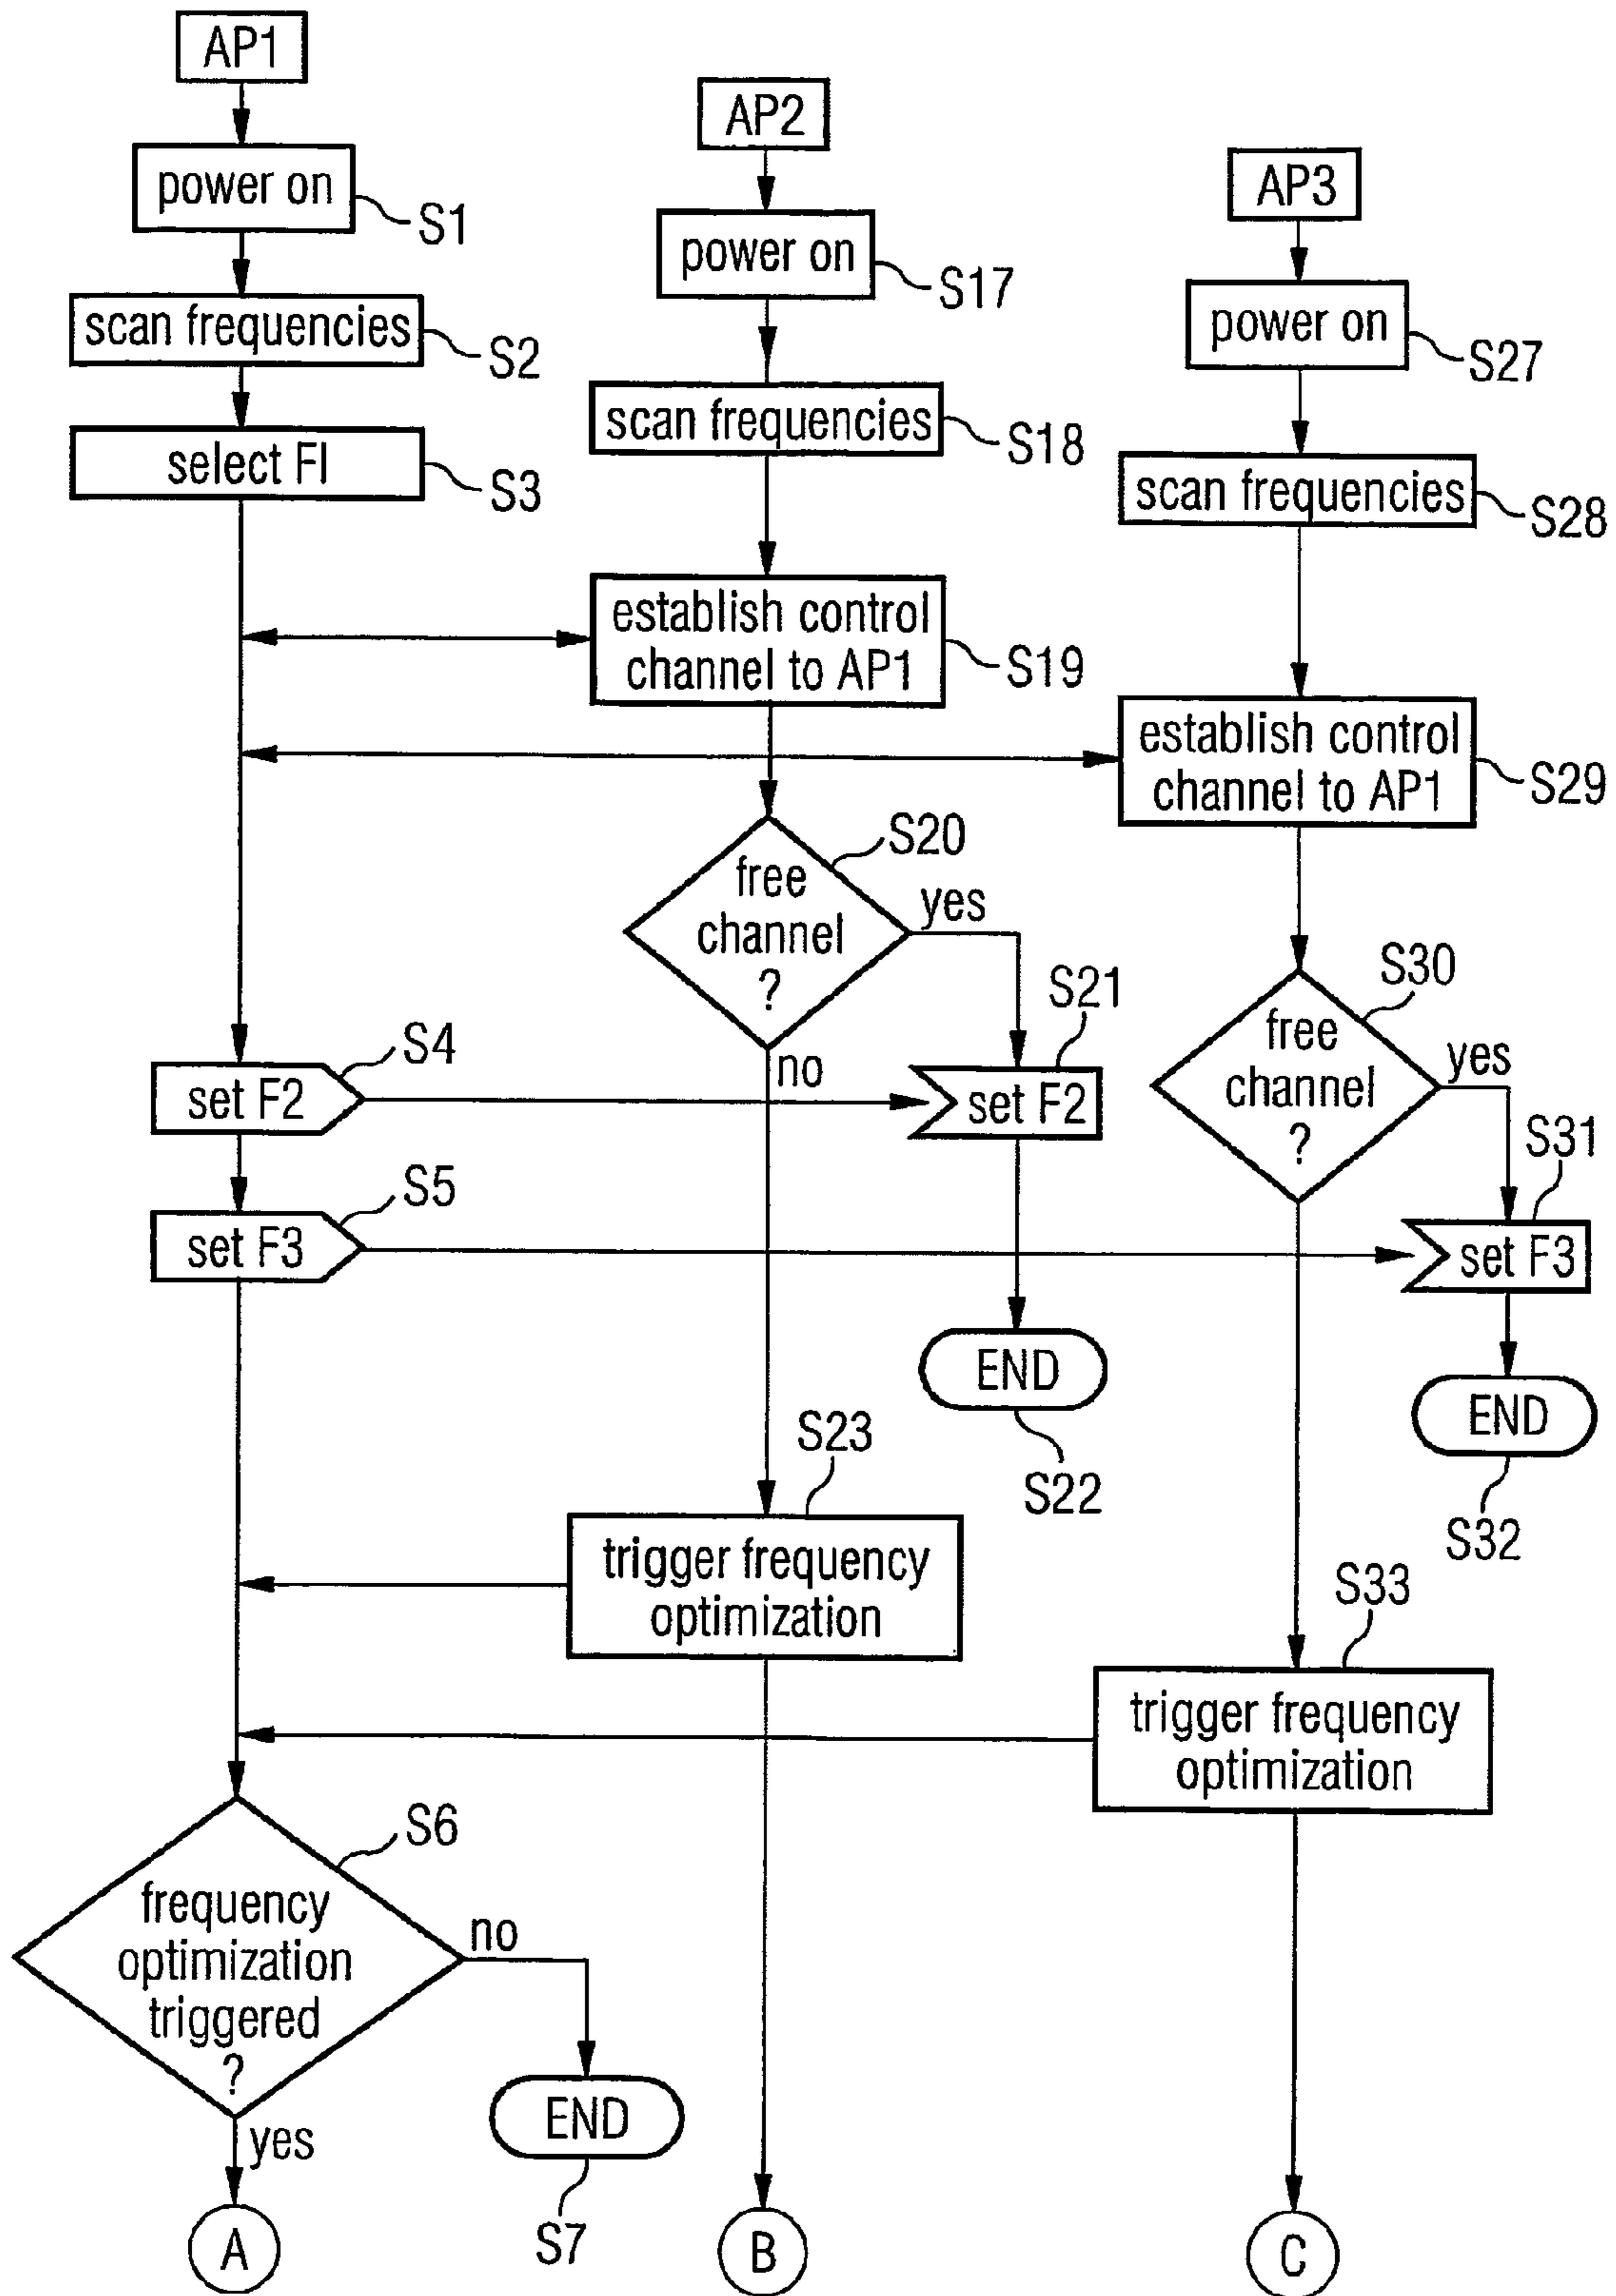 AP1
power on
S1
scan frequencies
S2
select FI
S3
S4
set F2
S5
set F3
S6
frequency
optimization
triggered
?
no
yes
END
S7
A
AP2
power on
S17
scan frequencies
S18
establish control
channel to AP1
S19
S20
free
channel
?
yes
no
S21
set F2
END
S22
S23
trigger frequency
optimization
B
AP3
power on
S27
scan frequencies
S28
establish control
channel to AP1
S29
S30
free
channel
?
yes
S31
set F3
END
S32
S33
trigger frequency
optimization
C